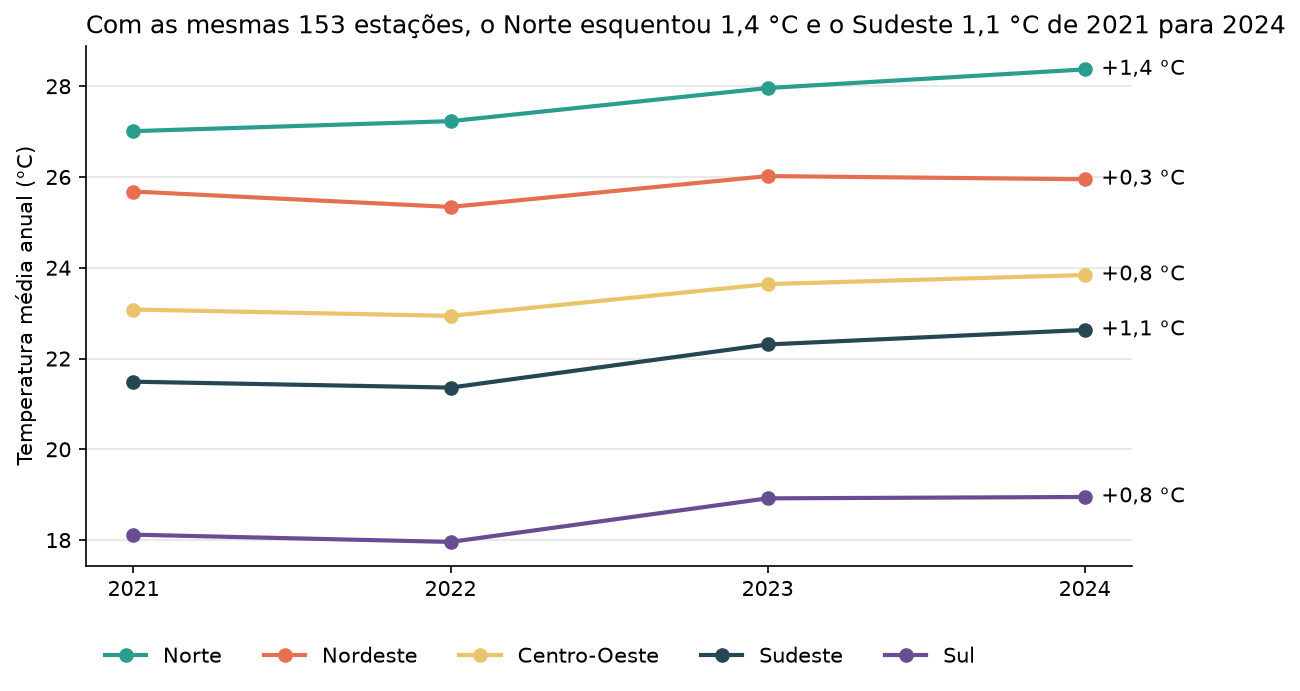 Com as mesmas 153 estações, o Norte esquentou 1,4 °C e o Sudeste 1,1 °C de 2021 para 2024
Temperatura média anual (°C)
28
26
24
22
20
18
+1,4 °C
+0,3 °C
+0,8 °C
+1,1 °C
+0,8 °C
2021 2022 2023 2024
Norte Nordeste Centro-Oeste Sudeste Sul